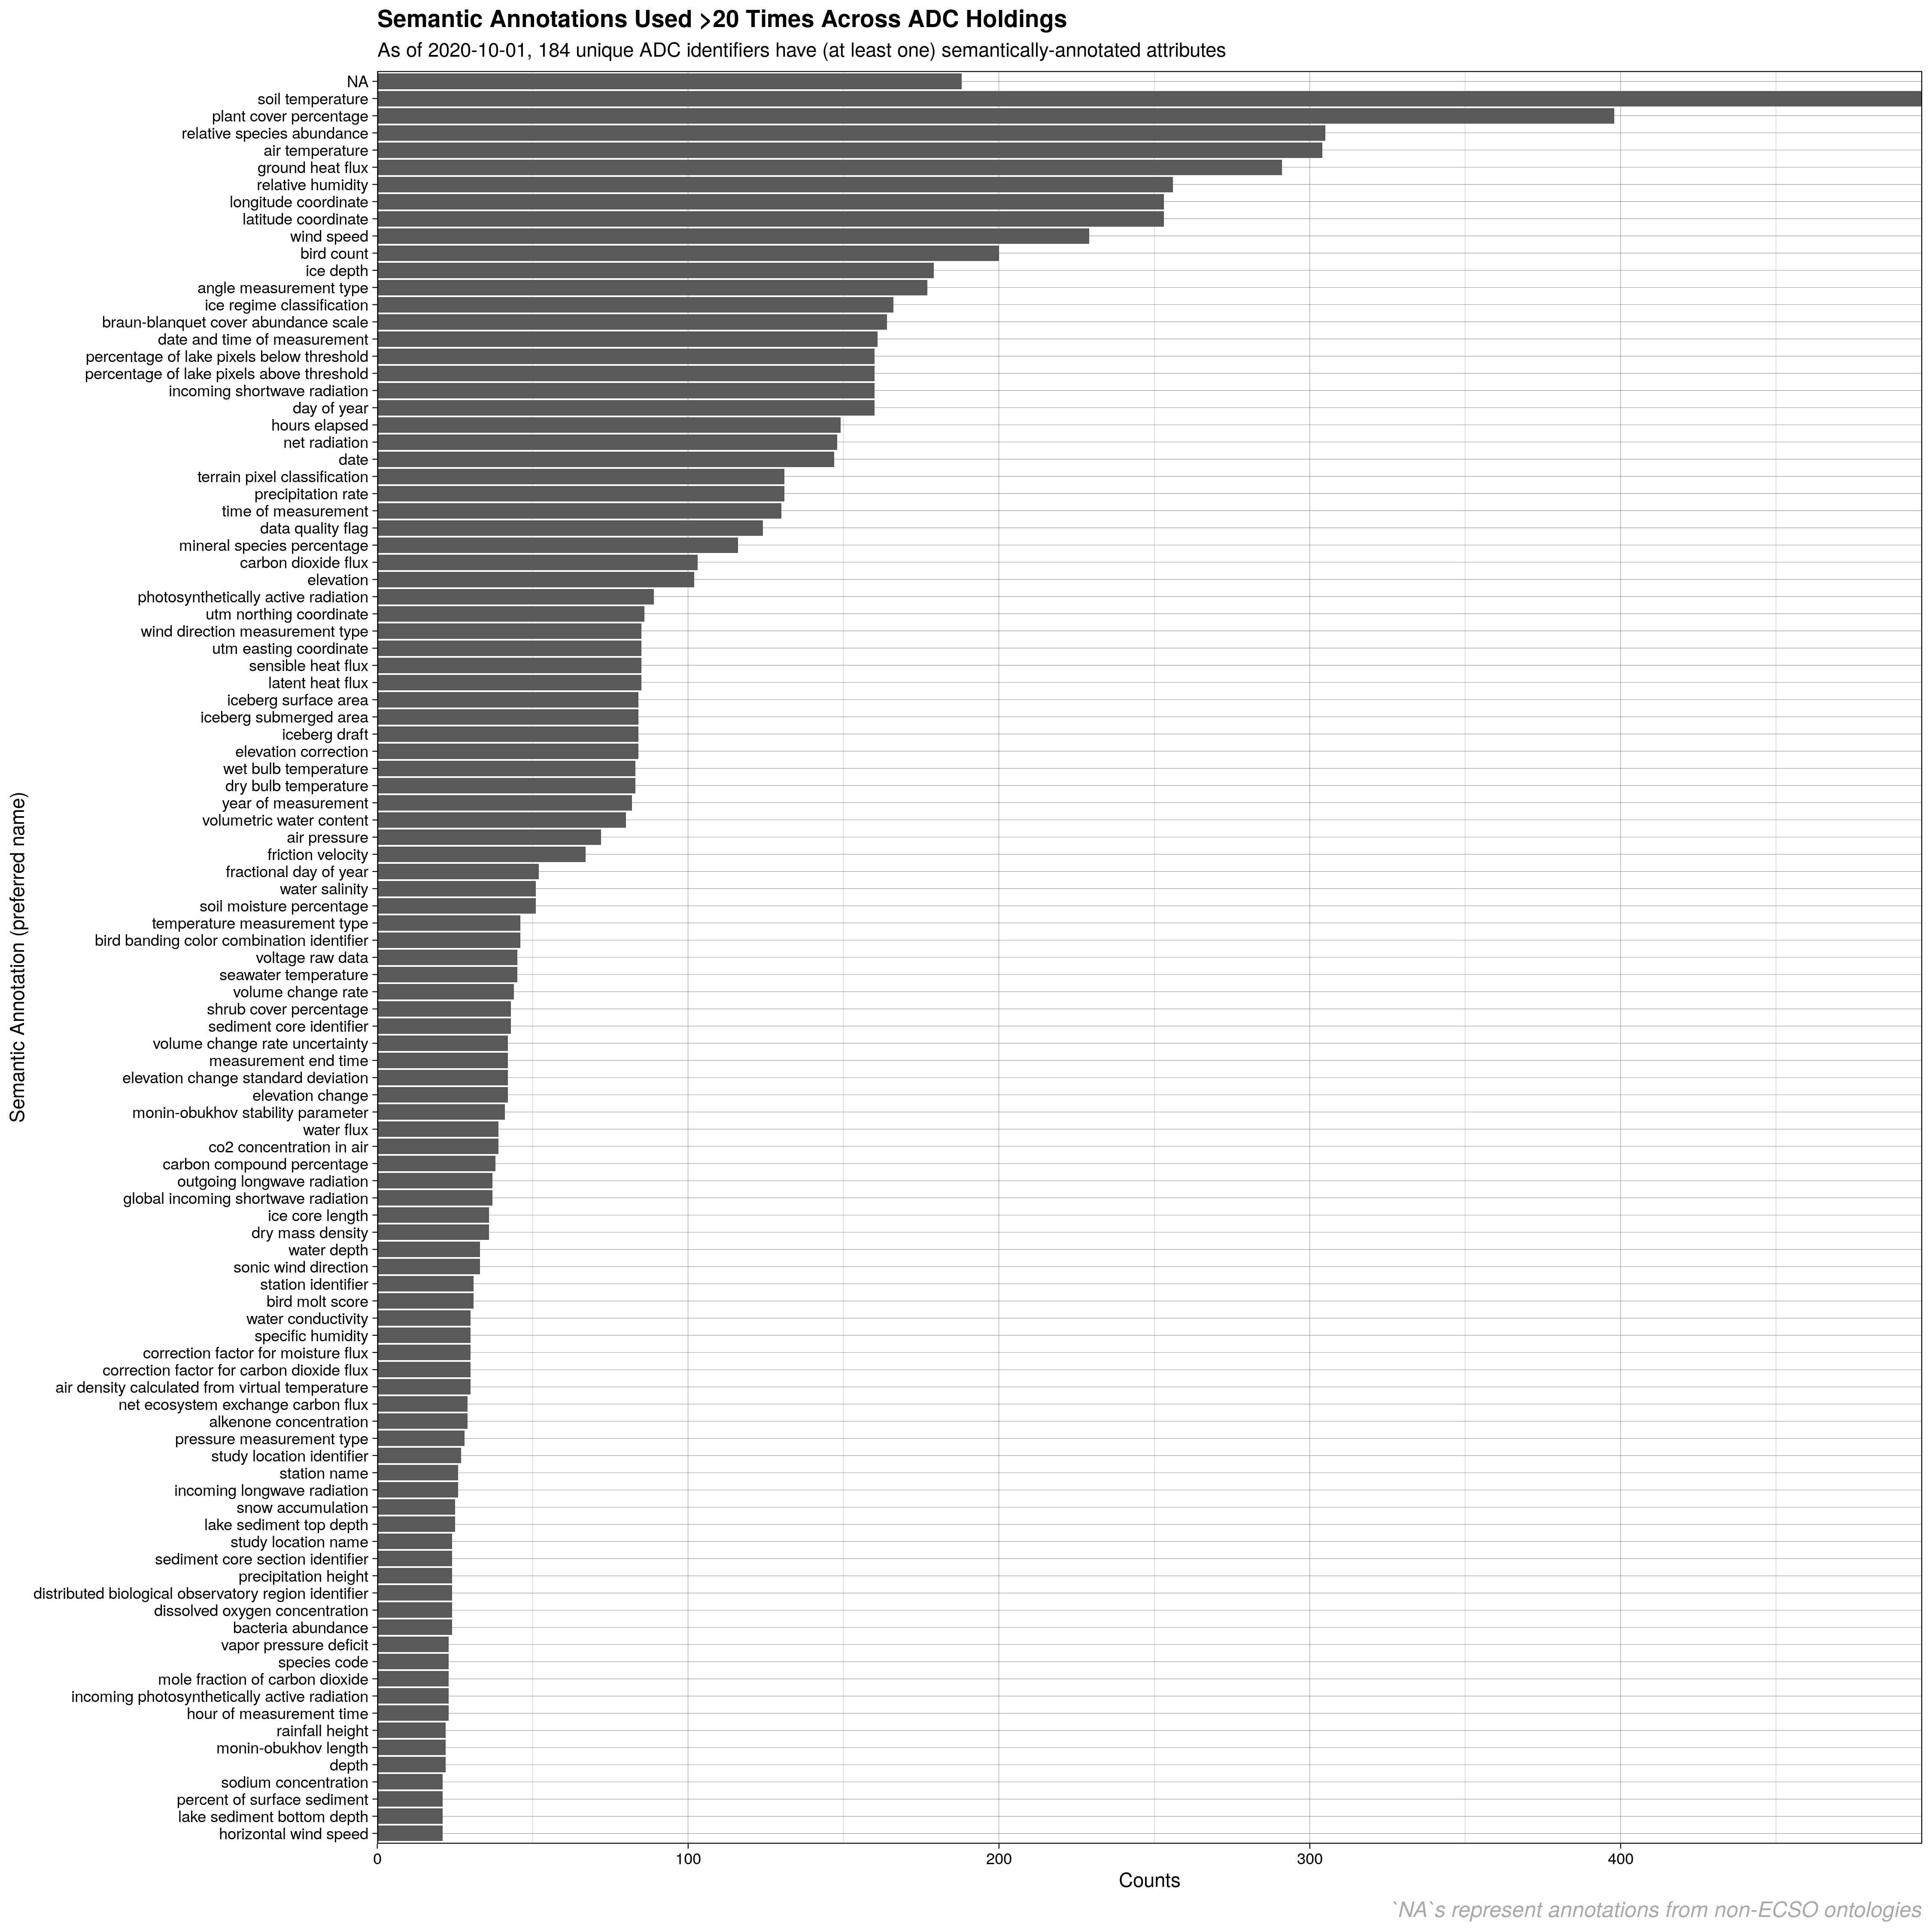 Semantic Annotations Used >20 Times Across ADC Holdings
As of 2020-10-01, 184 unique ADC identifiers have (at least one) semantically-annotated attributes
Semantic Annotation (preferred name)
NA
soil temperature
plant cover percentage
relative species abundance
air temperature
ground heat flux
relative humidity
longitude coordinate
latitude coordinate
wind speed
bird count
ice depth
angle measurement type
ice regime classification
braun-blanquet cover abundance scale
date and time of measurement
percentage of lake pixels below threshold
percentage of lake pixels above threshold
incoming shortwave radiation
day of year
hours elapsed
net radiation
date
terrain pixel classification
precipitation rate
time of measurement
data quality flag
mineral species percentage
carbon dioxide flux
elevation
photosynthetically active radiation
utm northing coordinate
wind direction measurement type
utm easting coordinate
sensible heat flux
latent heat flux
iceberg surface area
iceberg submerged area
iceberg draft
elevation correction
wet bulb temperature
dry bulb temperature
year of measurement
volumetric water content
air pressure
friction velocity
fractional day of year
water salinity
soil moisture percentage
temperature measurement type
bird banding color combination identifier
voltage raw data
seawater temperature
volume change rate
shrub cover percentage
sediment core identifier
volume change rate uncertainty
measurement end time
elevation change standard deviation
elevation change
monin-obukhov stability parameter
water flux
co2 concentration in air
carbon compound percentage
outgoing longwave radiation
global incoming shortwave radiation
ice core length
dry mass density
water depth
sonic wind direction
station identifier
bird molt score
water conductivity
specific humidity
correction factor for moisture flux
correction factor for carbon dioxide flux
air density calculated from virtual temperature
net ecosystem exchange carbon flux
alkenone concentration
pressure measurement type
study location identifier
station name
incoming longwave radiation
snow accumulation
lake sediment top depth
study location name
sediment core section identifier
precipitation height
distributed biological observatory region identifier
dissolved oxygen concentration
bacteria abundance
vapor pressure deficit
species code
mole fraction of carbon dioxide
incoming photosynthetically active radiation
hour of measurement time
rainfall height
monin-obukhov length
depth
sodium concentration
percent of surface sediment
lake sediment bottom depth
horizontal wind speed
0 100 200 300 400
Counts
`NA`s represent annotations from non-ECSO ontologies